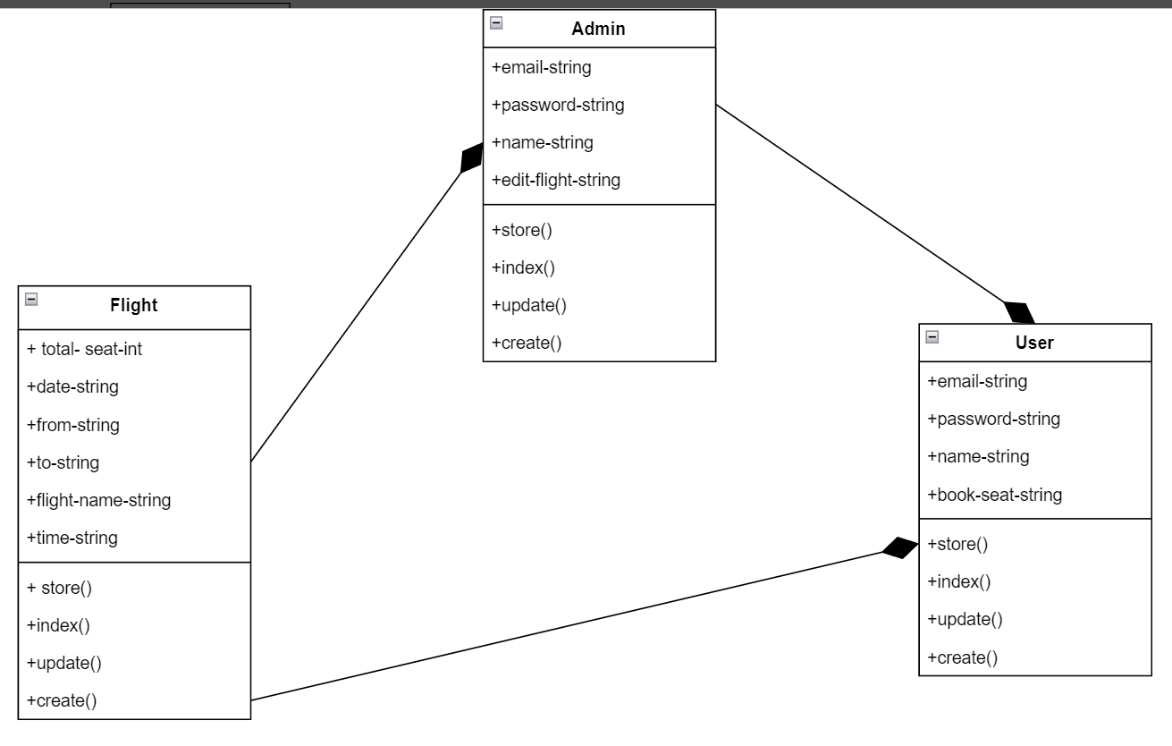 Admin
+email-string
+password-string
+name-string
+edit-flight-string
+store()
+index()
+update()
+create()
Flight
+ total- seat-int
+date-string
+from-string
+to-string
+flight-name-string
+time-string
+ store()
+index()
+update()
+create()
User
+email-string
+password-string
+name-string
+book-seat-string
+store()
+index()
+update()
+create()